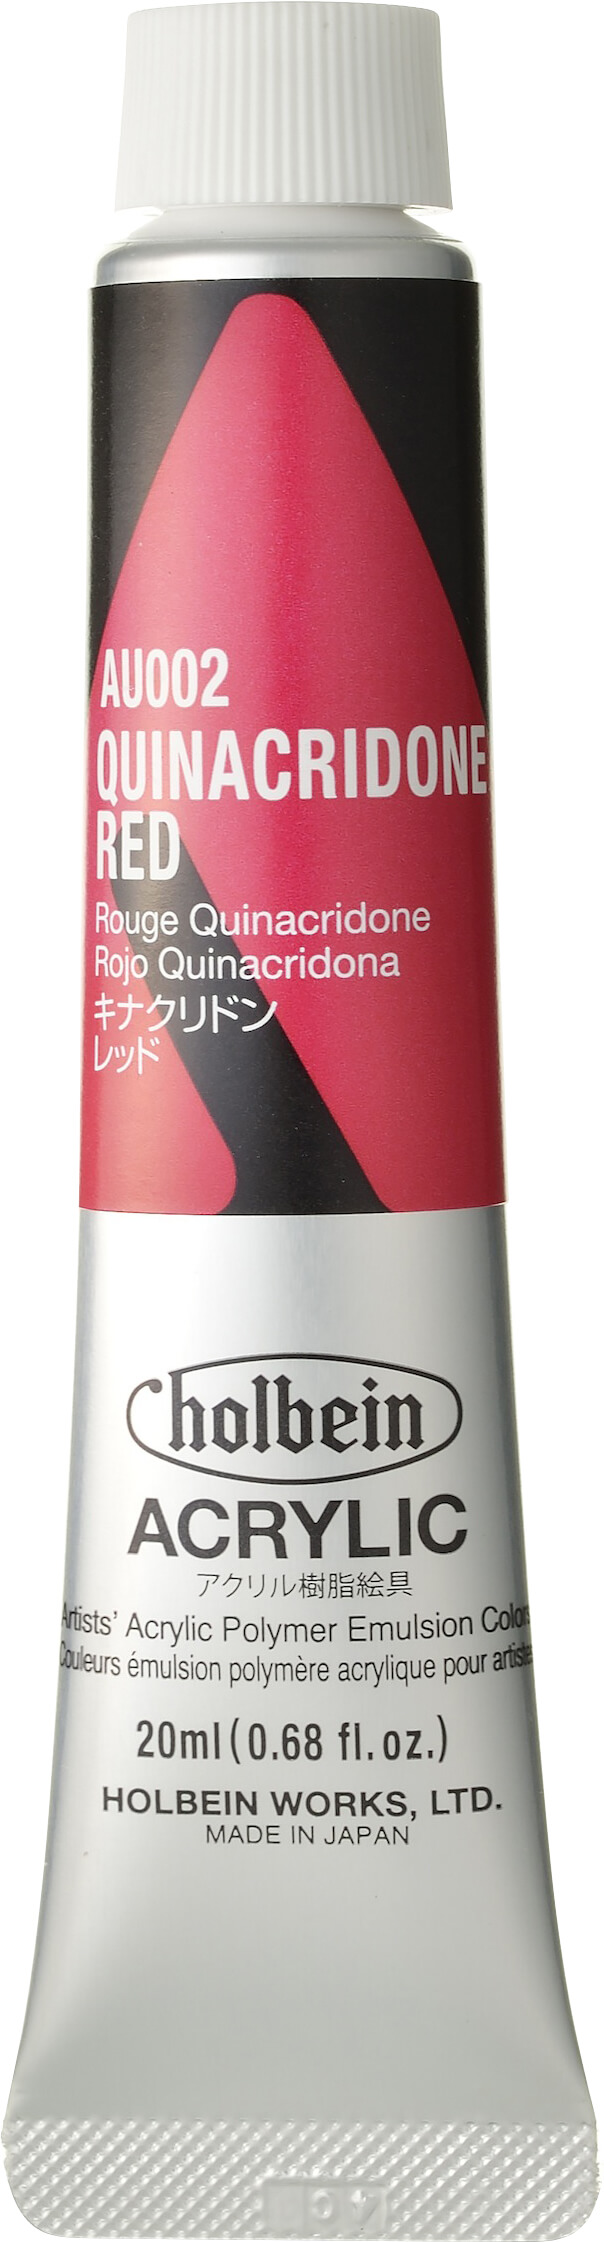 AU002
QUINACRIDONE
RED
Rouge Quinacridone
Rojo Quinacridona
キナクリドン
レッド
holbein
ACRYLIC
アクリル樹脂絵具
Artists' Acrylic Polymer Emulsion Colors
Couleurs émulsion polymère acrylique pour artistes
20ml (0.68 fl.oz.)
HOLBEIN WORKS, LTD.
MADE IN JAPAN